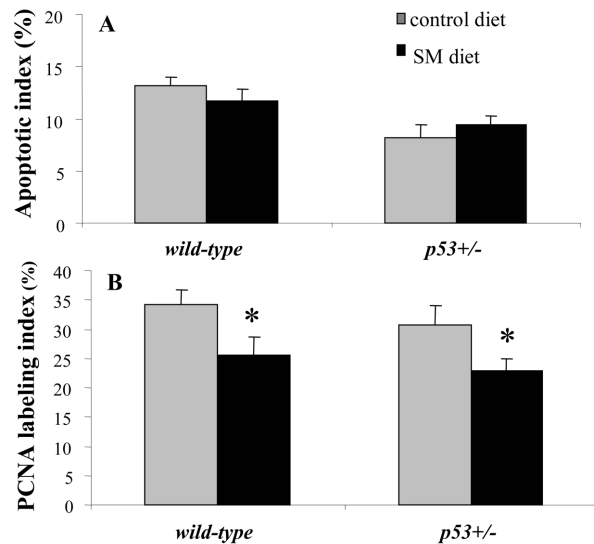 A
control diet
SM diet
Apoptotic index (%)
20
15
10
5
0
wild-type
p53+/-
B
PCNA labeling index (%)
40
35
30
25
20
15
10
5
0
*
*
wild-type
p53+/-